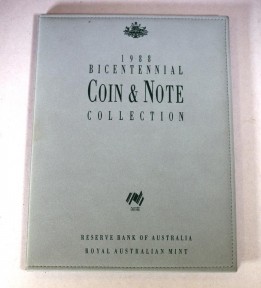 1988
BICENTENNIAL
COIN & NOTE
COLLECTION
RESERVE BANK OF AUSTRALIA
ROYAL AUSTRALIAN MINT